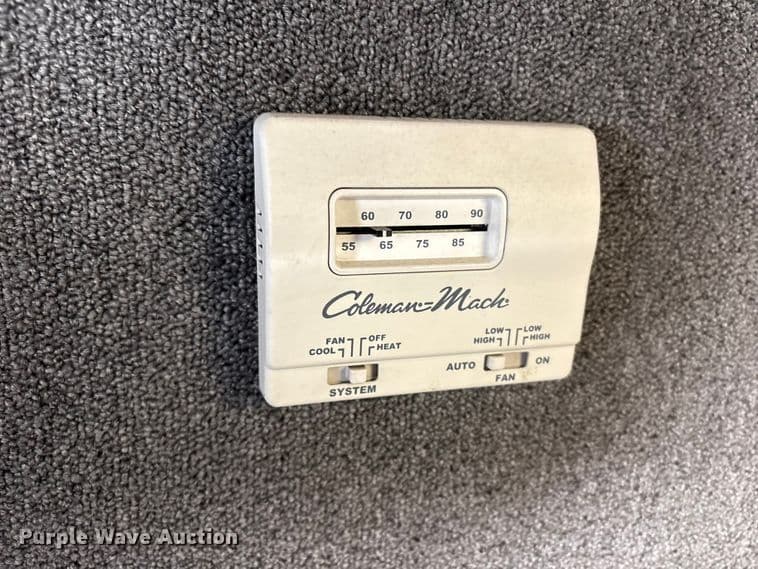 60 70 80 90
55 65 75 85
Coleman-Mach
FAN OFF
COOL HEAT
LOW LOW
HIGH HIGH
AUTO ON
FAN
SYSTEM
Purple Wave Auction